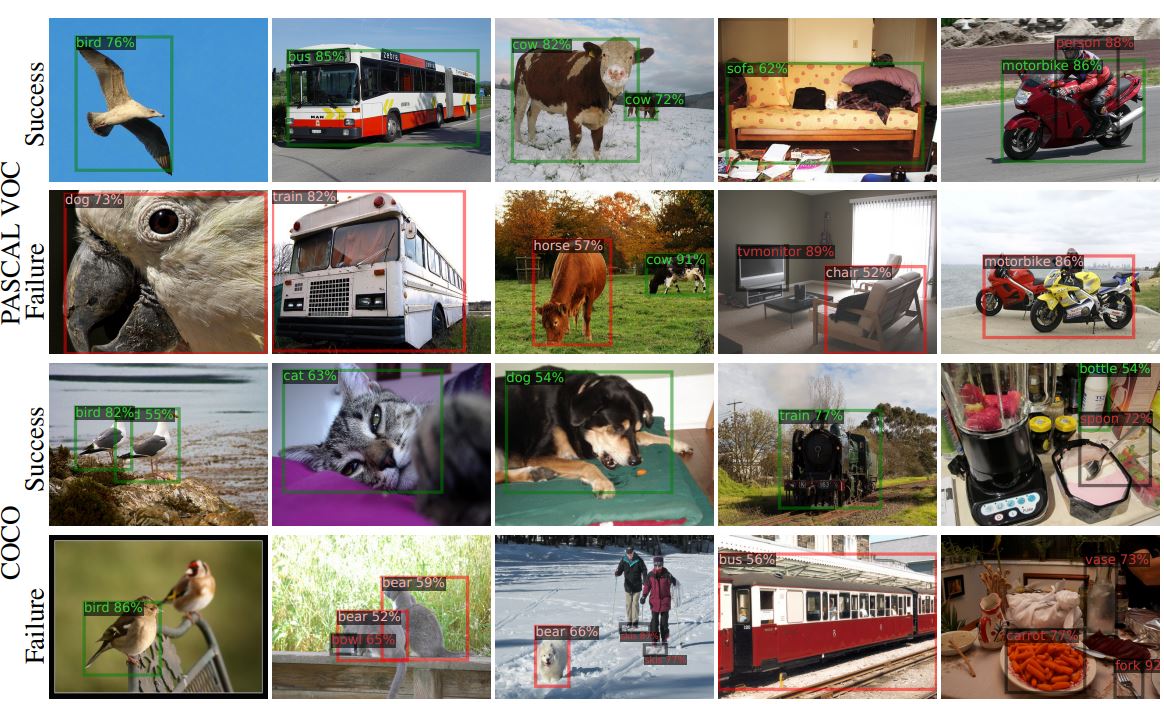 PASCAL VOC
Success
bird 76%
bus 85%
zebra.
zebra.
MAN
cow 82%
cow 72%
sofa 62%
person 88%
motorbike 86%
Failure
dog 73%
train 82%
horse 57%
cow 91%
tvmonitor 89%
chair 52%
motorbike 86%
COCO
Success
bird 82%
d 55%
cat 63%
dog 54%
train 77%
bottle 54%
spoon 72%
Failure
bird 86%
bear 59%
bear 52%
bowl 65%
bear 66%
skis 77%
bus 56%
vase 73%
carrot 77%
fork 92